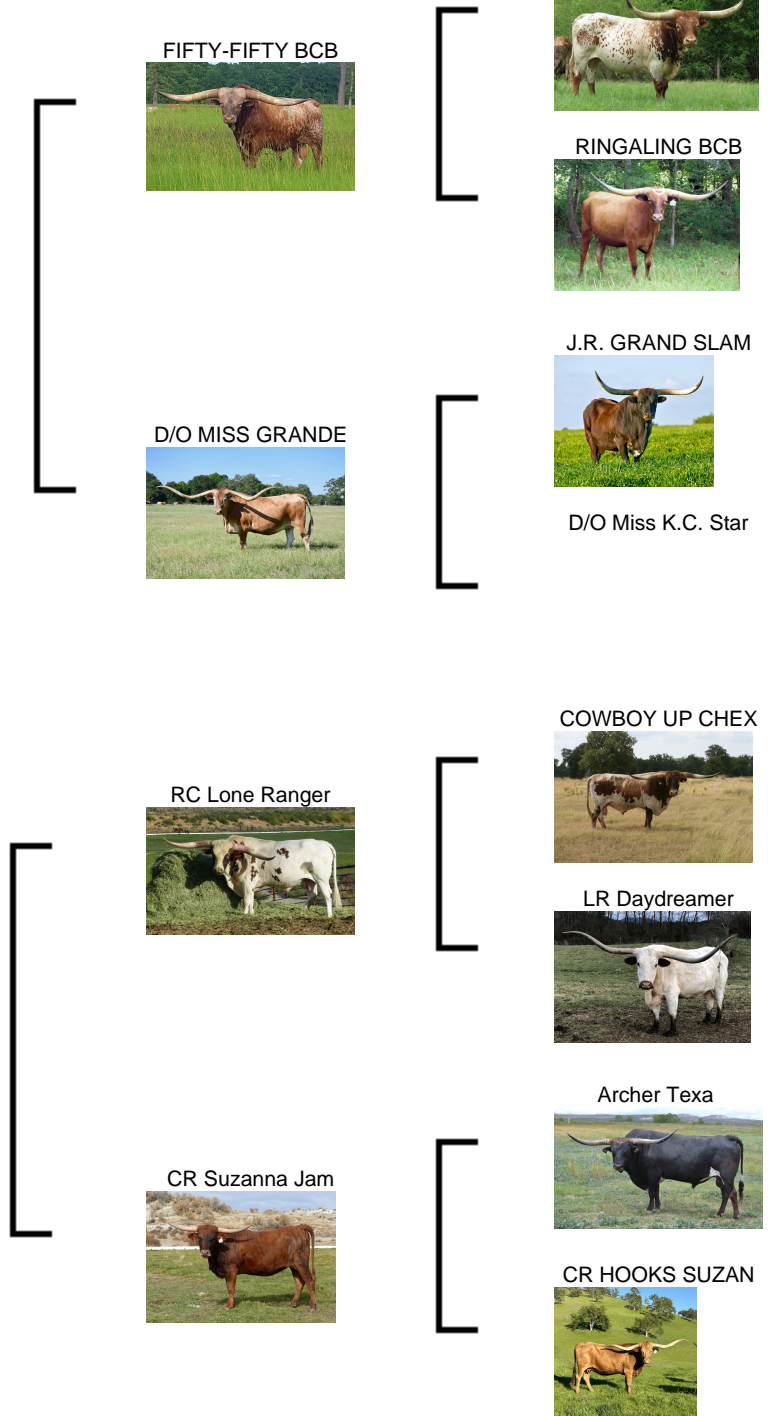 FIFTY-FIFTY BCB
RINGALING BCB
J.R. GRAND SLAM
D/O MISS GRANDE
D/O Miss K.C. Star
COWBOY UP CHEX
RC Lone Ranger
LR Daydreamer
Archer Texa
CR Suzanna Jam
CR HOOKS SUZAN